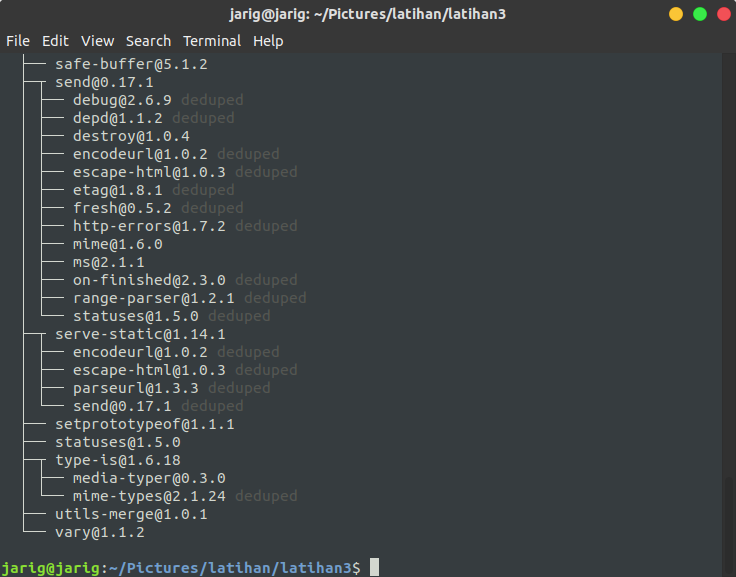 jarig@jarig: ~/Pictures/latihan/latihan3
File Edit View Search Terminal Help
├── safe-buffer@5.1.2
├─┬ send@0.17.1
│ ├── debug@2.6.9 deduped
│ ├── depd@1.1.2 deduped
│ ├── destroy@1.0.4
│ ├── encodeurl@1.0.2 deduped
│ ├── escape-html@1.0.3 deduped
│ ├── etag@1.8.1 deduped
│ ├── fresh@0.5.2 deduped
│ ├── http-errors@1.7.2 deduped
│ ├── mime@1.6.0
│ ├── ms@2.1.1
│ ├── on-finished@2.3.0 deduped
│ ├── range-parser@1.2.1 deduped
│ └── statuses@1.5.0 deduped
├─┬ serve-static@1.14.1
│ ├── encodeurl@1.0.2 deduped
│ ├── escape-html@1.0.3 deduped
│ ├── parseurl@1.3.3 deduped
│ └── send@0.17.1 deduped
├── setprototypeof@1.1.1
├── statuses@1.5.0
├─┬ type-is@1.6.18
│ ├── media-typer@0.3.0
│ └── mime-types@2.1.24 deduped
├── utils-merge@1.0.1
└── vary@1.1.2
jarig@jarig:~/Pictures/latihan/latihan3$